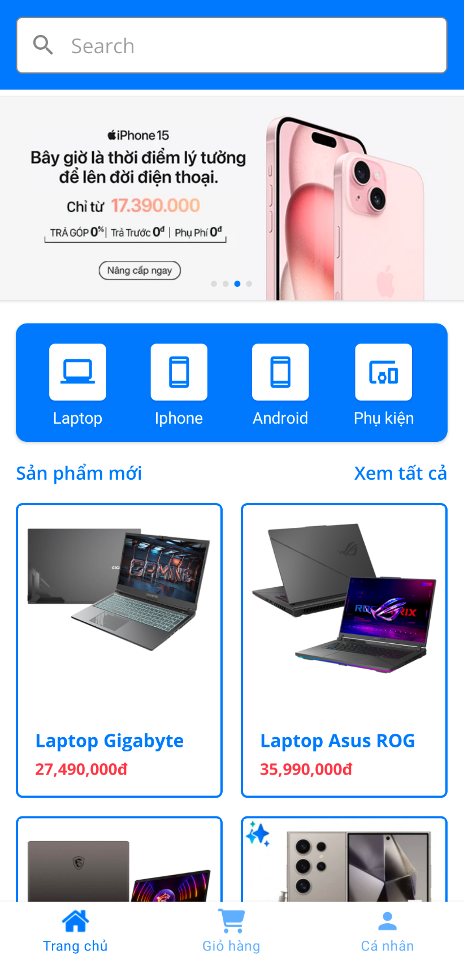 Search
iPhone 15
Bây giờ là thời điểm lý tưởng
để lên đời điện thoại.
Chỉ từ 17.390.000
TRẢ GÓP 0% | Trả Trước 0đ | Phụ Phí 0đ
Nâng cấp ngay
Laptop Iphone Android Phụ kiện
Sản phẩm mới Xem tất cả
Laptop Gigabyte
27,490,000đ
Laptop Asus ROG
35,990,000đ
Trang chủ Giỏ hàng Cá nhân